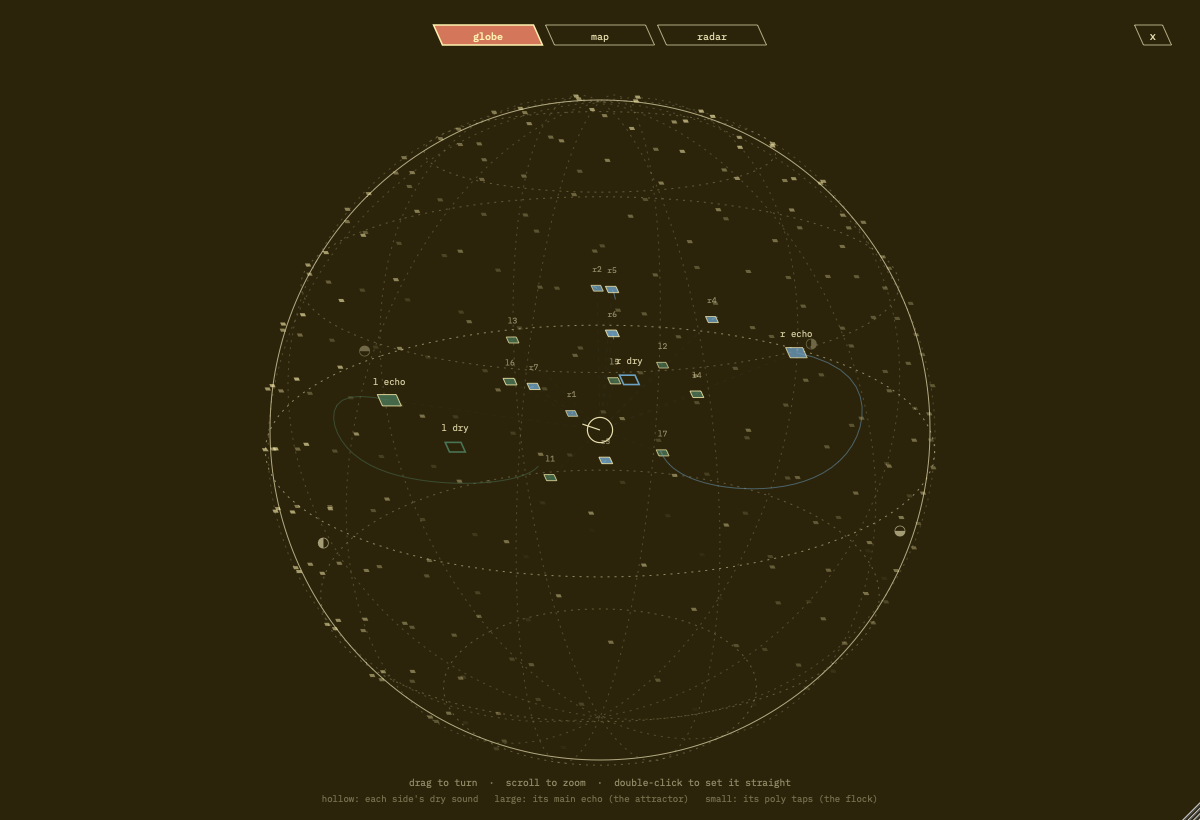 globe map radar x
r2 r5
r4
l3 r6
r echo
l2
l6 r7 r dry
l echo
r1
l dry
l7
l1
drag to turn · scroll to zoom · double-click to set it straight
hollow: each side's dry sound large: its main echo (the attractor) small: its poly taps (the flock)